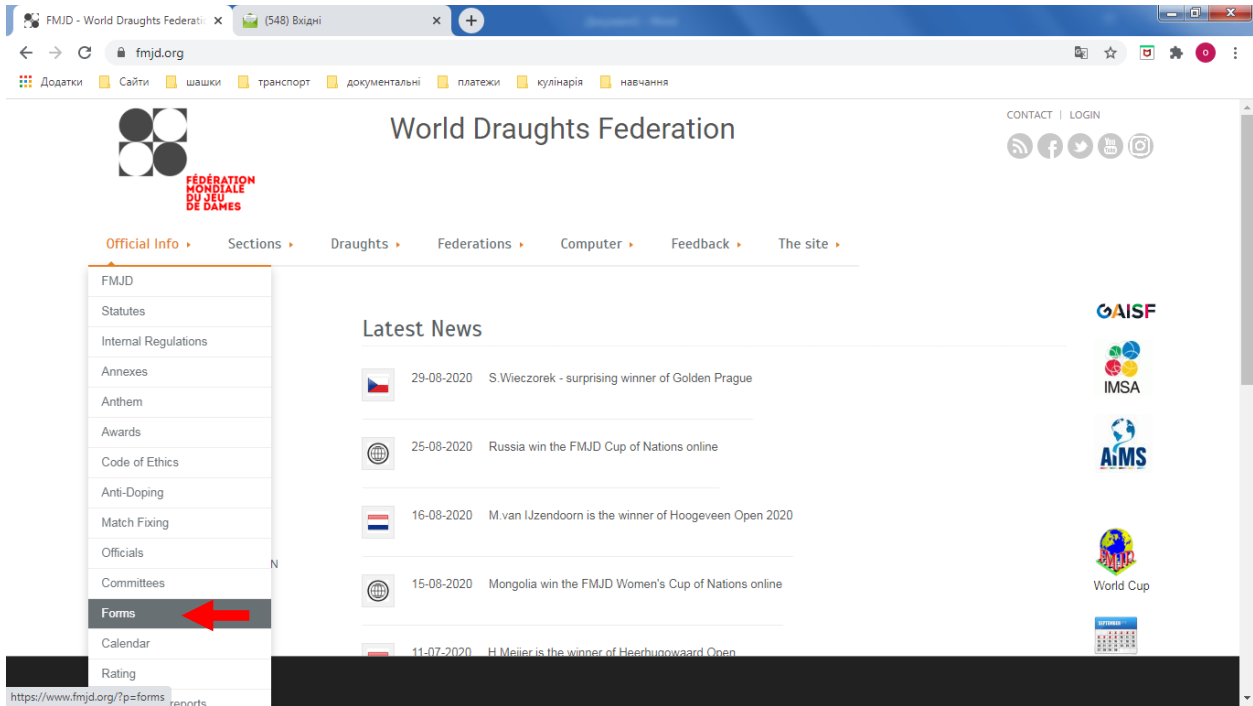 FMJD - World Draughts Federatio
(548) Вхідні
fmjd.org
Додатки Сайти шашки транспорт документальні платежи кулінарія навчання
World Draughts Federation
CONTACT | LOGIN
FÉDÉRATION
MONDIALE
DU JEU
DE DAMES
Official Info Sections Draughts Federations Computer Feedback The site
FMJD
Statutes
Internal Regulations
Annexes
Anthem
Awards
Code of Ethics
Anti-Doping
Match Fixing
Officials
N
Committees
Forms
Calendar
Rating
reports
Latest News
29-08-2020 S.Wieczorek - surprising winner of Golden Prague
25-08-2020 Russia win the FMJD Cup of Nations online
16-08-2020 M.van IJzendoorn is the winner of Hoogeveen Open 2020
15-08-2020 Mongolia win the FMJD Women's Cup of Nations online
11-07-2020 H.Meijer is the winner of Heerhugowaard Open
GAISF
IMSA
AIMS
FMJD
World Cup
SEPTEMBER
https://www.fmjd.org/?p=forms